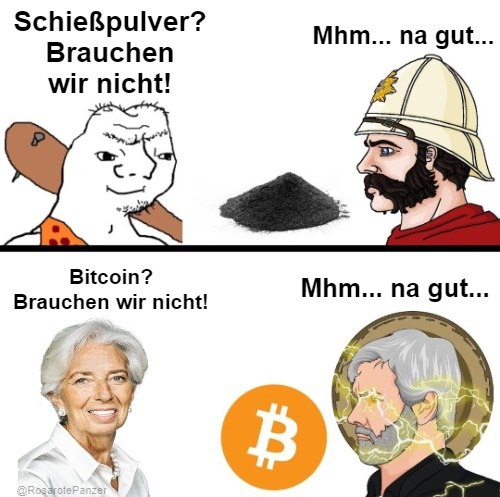 Schießpulver?
Brauchen
wir nicht!
Mhm... na gut...
Bitcoin?
Brauchen wir nicht!
Mhm... na gut...
@RosarotePanzer